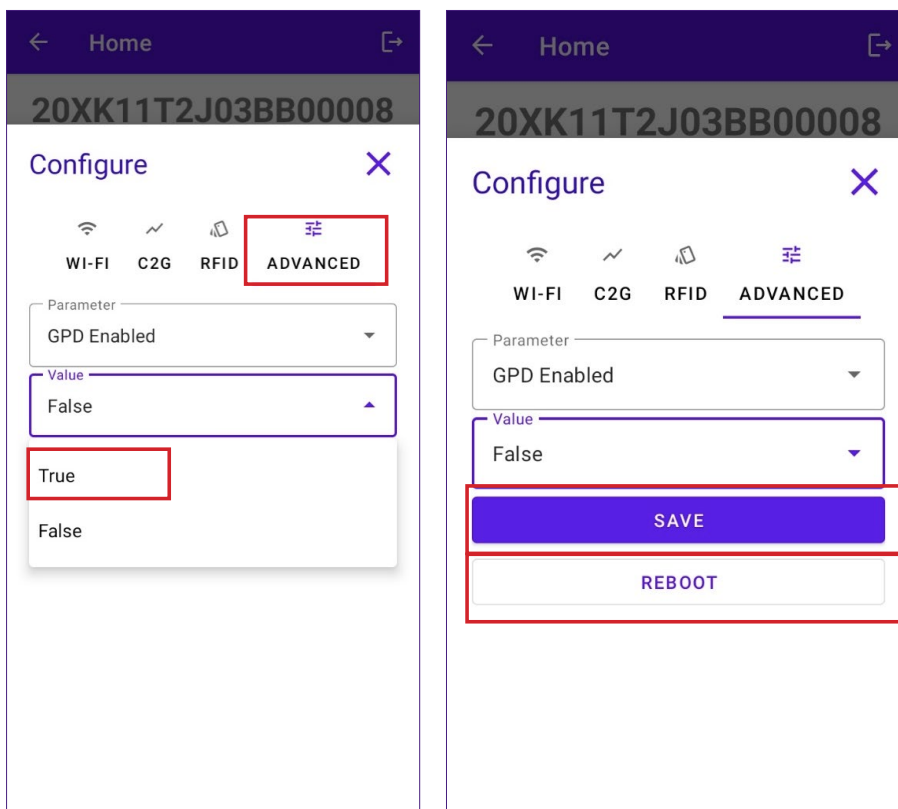 Home
20XK11T2J03BB00008
Configure
WI-FI C2G RFID ADVANCED
Parameter
GPD Enabled
Value
False
True
False
Home
20XK11T2J03BB00008
Configure
WI-FI C2G RFID ADVANCED
Parameter
GPD Enabled
Value
False
SAVE
REBOOT